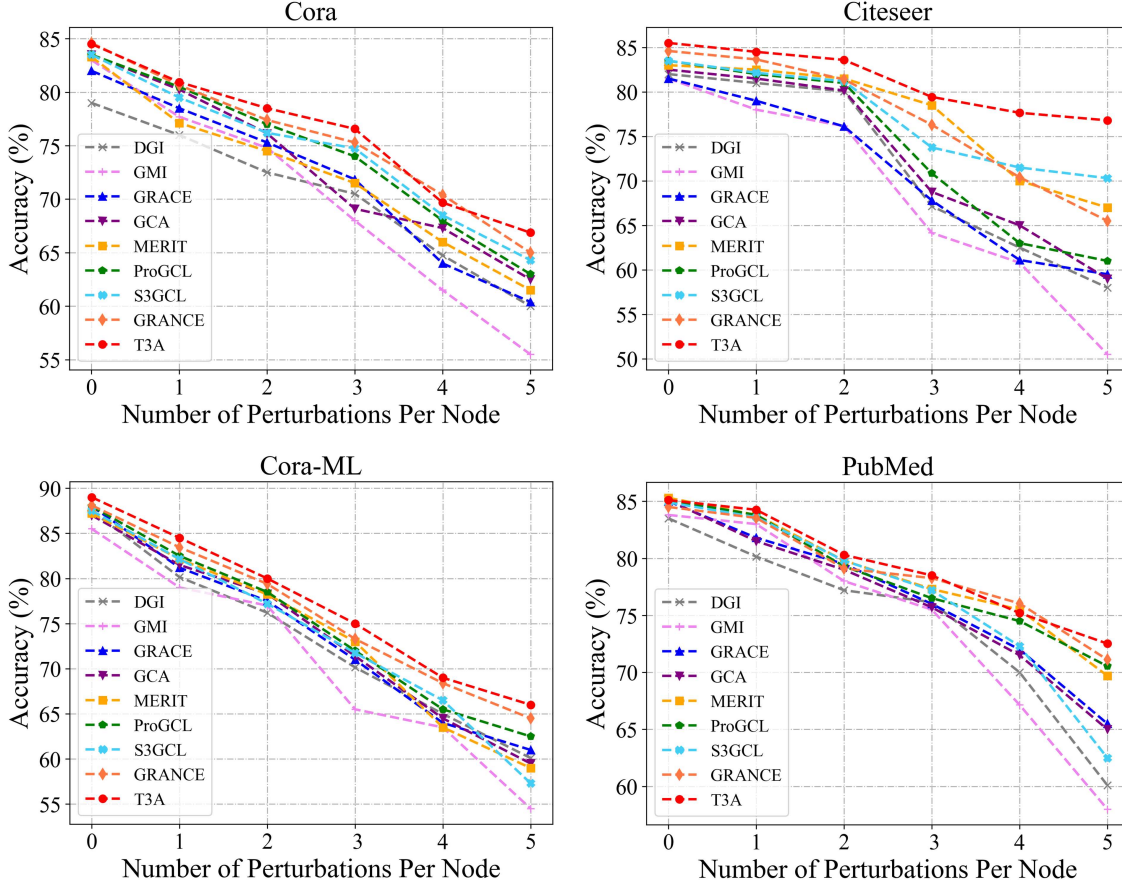 Cora
Accuracy (%)
85
80
75
70
65
60
55
DGI
GMI
GRACE
GCA
MERIT
ProGCL
S3GCL
GRANCE
T3A
0 1 2 3 4 5
Number of Perturbations Per Node
Citeseer
Accuracy (%)
85
80
75
70
65
60
55
50
DGI
GMI
GRACE
GCA
MERIT
ProGCL
S3GCL
GRANCE
T3A
0 1 2 3 4 5
Number of Perturbations Per Node
Cora-ML
Accuracy (%)
90
85
80
75
70
65
60
55
DGI
GMI
GRACE
GCA
MERIT
ProGCL
S3GCL
GRANCE
T3A
0 1 2 3 4 5
Number of Perturbations Per Node
PubMed
Accuracy (%)
85
80
75
70
65
60
DGI
GMI
GRACE
GCA
MERIT
ProGCL
S3GCL
GRANCE
T3A
0 1 2 3 4 5
Number of Perturbations Per Node